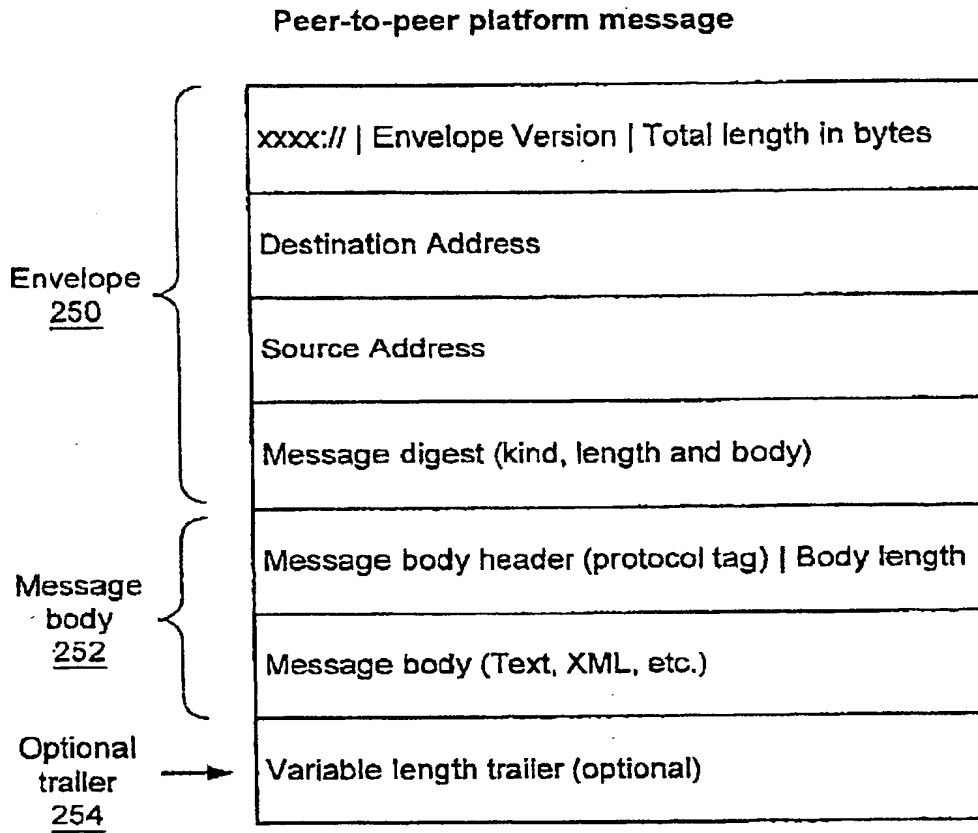 Peer-to-peer platform message
xxxx:// | Envelope Version | Total length in bytes
Destination Address
Envelope
250
Source Address
Message digest (kind, length and body)
Message body header (protocol tag) | Body length
Message
body
252
Message body (Text, XML, etc.)
Optional
trailer
254
Variable length trailer (optional)